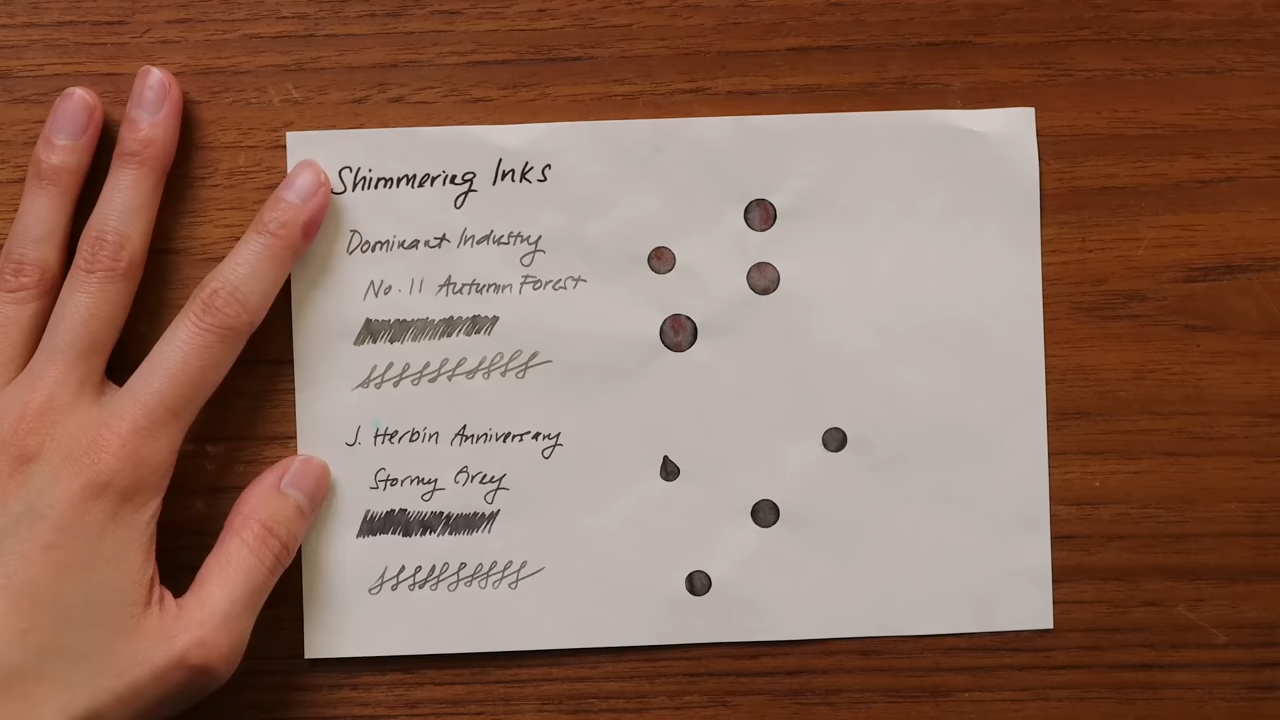 Shimmering Inks
Dominant Industry
No. 11 Autumn Forest
J. Herbin Anniversary
Stormy Grey